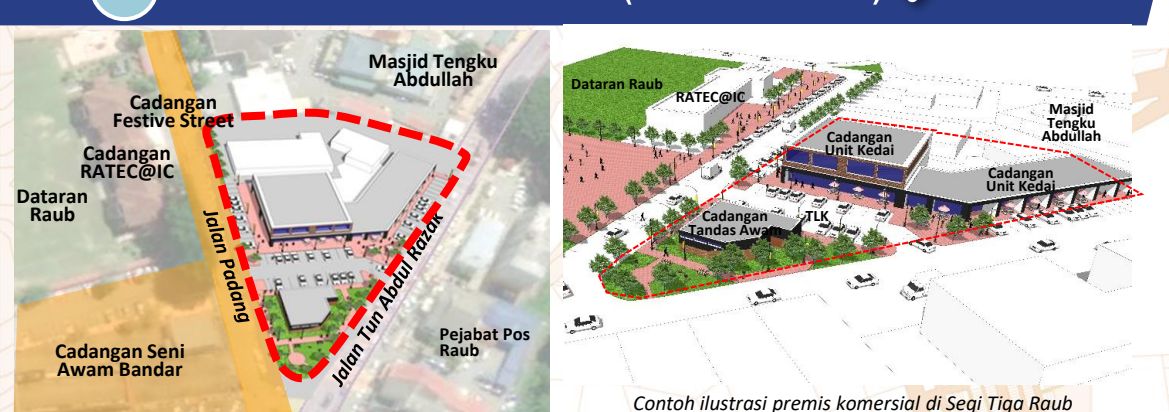 Masjid Tengku
Abdullah
Cadangan
Festive Street
Cadangan
RATEC@IC
Dataran
Raub
Jalan Padang
Jalan Tun Abdul Razak
Cadangan Seni
Awam Bandar
Pejabat Pos
Raub
Dataran Raub
RATEC@IC
Masjid
Tengku
Abdullah
Cadangan
Unit Kedai
Cadangan
Unit Kedai
Cadangan
Tandas Awam
TLK
Contoh ilustrasi premis komersial di Segi Tiga Raub